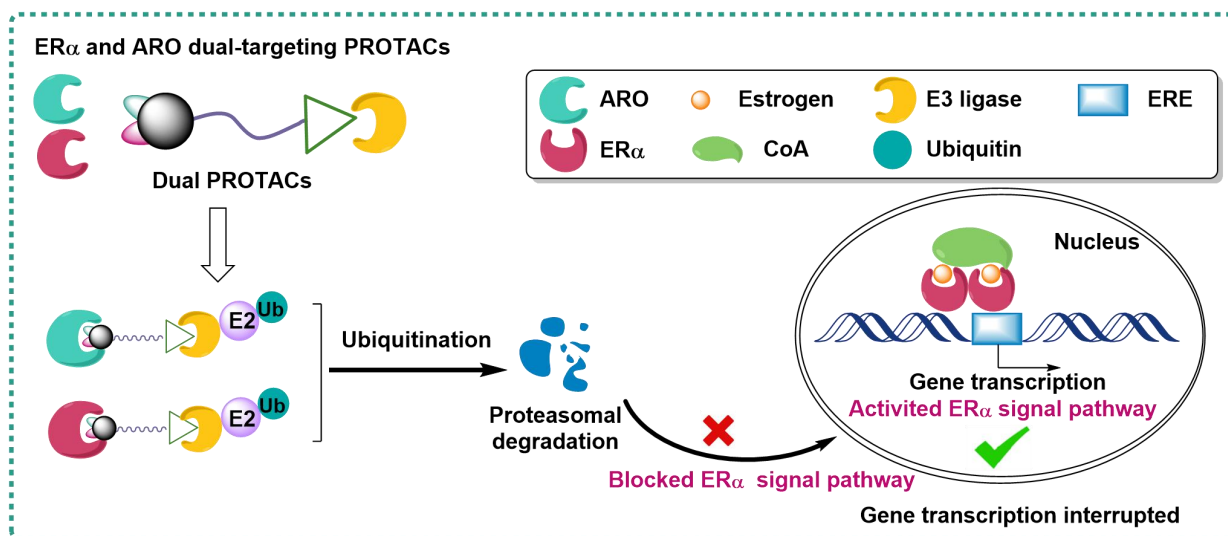 ERα and ARO dual-targeting PROTACs
Dual PROTACs
ARO
Estrogen
E3 ligase
ERE
ERα
CoA
Ubiquitin
Nucleus
E2
Ub
E2
Ub
Ubiquitination
Proteasomal
degradation
Gene transcription
Activited ERα signal pathway
Blocked ERα signal pathway
Gene transcription interrupted